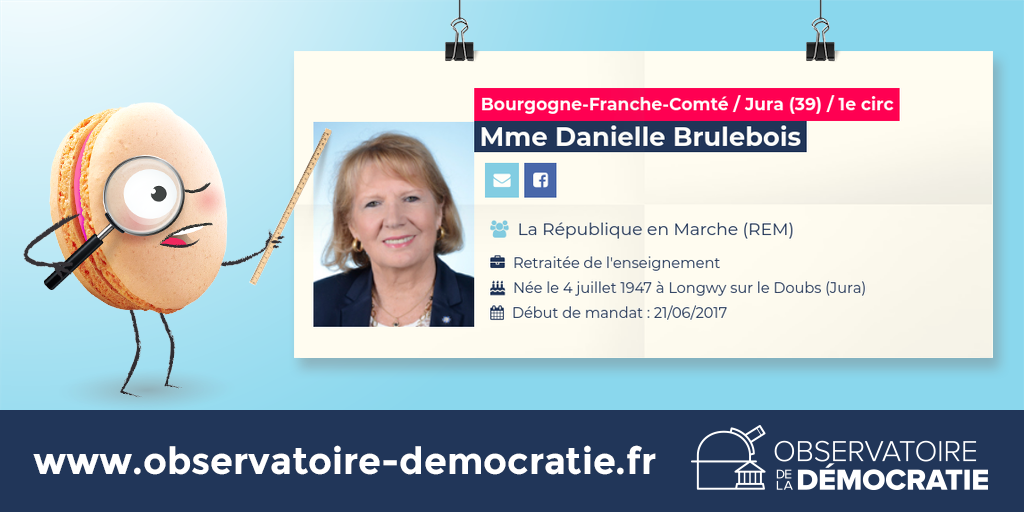 Bourgogne-Franche-Comté / Jura (39) / 1e circ
Mme Danielle Brulebois
La République en Marche (REM)
Retraitée de l'enseignement
Née le 4 juillet 1947 à Longwy sur le Doubs (Jura)
Début de mandat : 21/06/2017
www.observatoire-democratie.fr
OBSERVATOIRE
DE LA DÉMOCRATIE